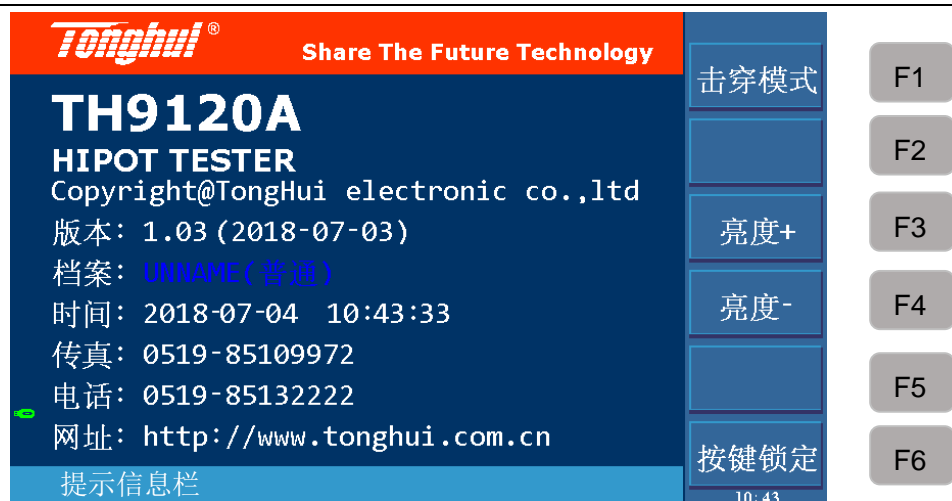 Tonghui®
Share The Future Technology
TH9120A
HIPOT TESTER
Copyright@TongHui electronic co.,ltd
版本: 1.03(2018-07-03)
档案: UNNAME(普通)
时间: 2018-07-04 10:43:33
传真: 0519-85109972
电话: 0519-85132222
网址: http://www.tonghui.com.cn
提示信息栏
击穿模式
亮度+
亮度-
按键锁定
10:43
F1
F2
F3
F4
F5
F6